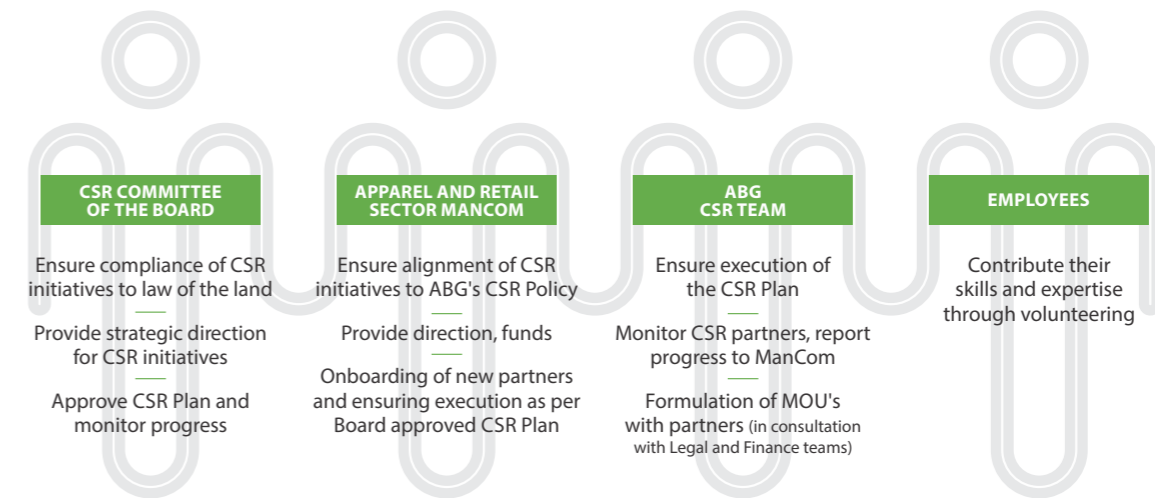 CSR COMMITTEE
OF THE BOARD
Ensure compliance of CSR
initiatives to law of the land
Provide strategic direction
for CSR initiatives
Approve CSR Plan and
monitor progress
APPAREL AND RETAIL
SECTOR MANCOM
Ensure alignment of CSR
initiatives to ABG's CSR Policy
Provide direction, funds
Onboarding of new partners
and ensuring execution as per
Board approved CSR Plan
ABG
CSR TEAM
Ensure execution of
the CSR Plan
Monitor CSR partners, report
progress to ManCom
Formulation of MOU's
with partners (in consultation
with Legal and Finance teams)
EMPLOYEES
Contribute their
skills and expertise
through volunteering